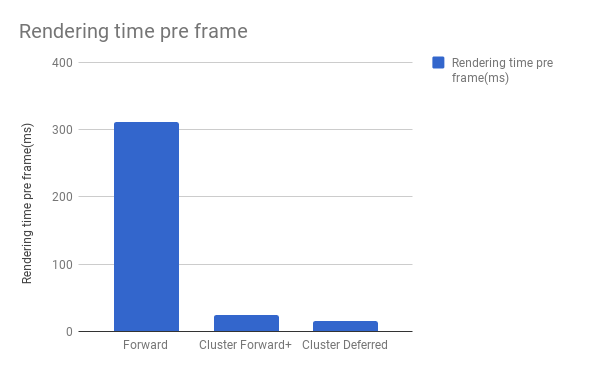 Rendering time pre frame
Rendering time pre
frame(ms)
Rendering time pre frame(ms)
400
300
200
100
0
Forward
Cluster Forward+
Cluster Deferred